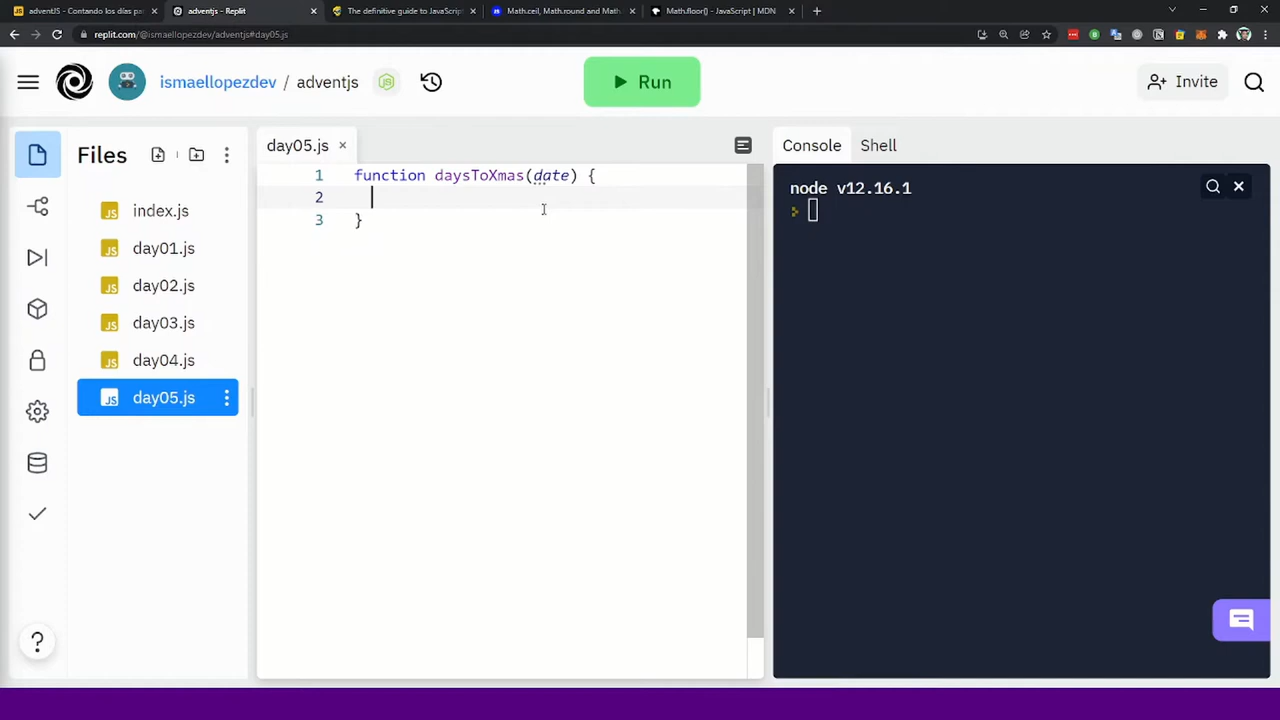 adventJS - Contando los días pa
adventjs - Replit
The definitive guide to JavaScript
Math.ceil, Math.round and Math
Math.floor() - JavaScript | MDN
replit.com/@ismaellopezdev/adventjs#day05.js
ismaellopezdev / adventjs
Run
Invite
Files
index.js
day01.js
day02.js
day03.js
day04.js
day05.js
day05.js
1 function daysToXmas(date) {
2
3 }
Console
Shell
node v12.16.1
>
?